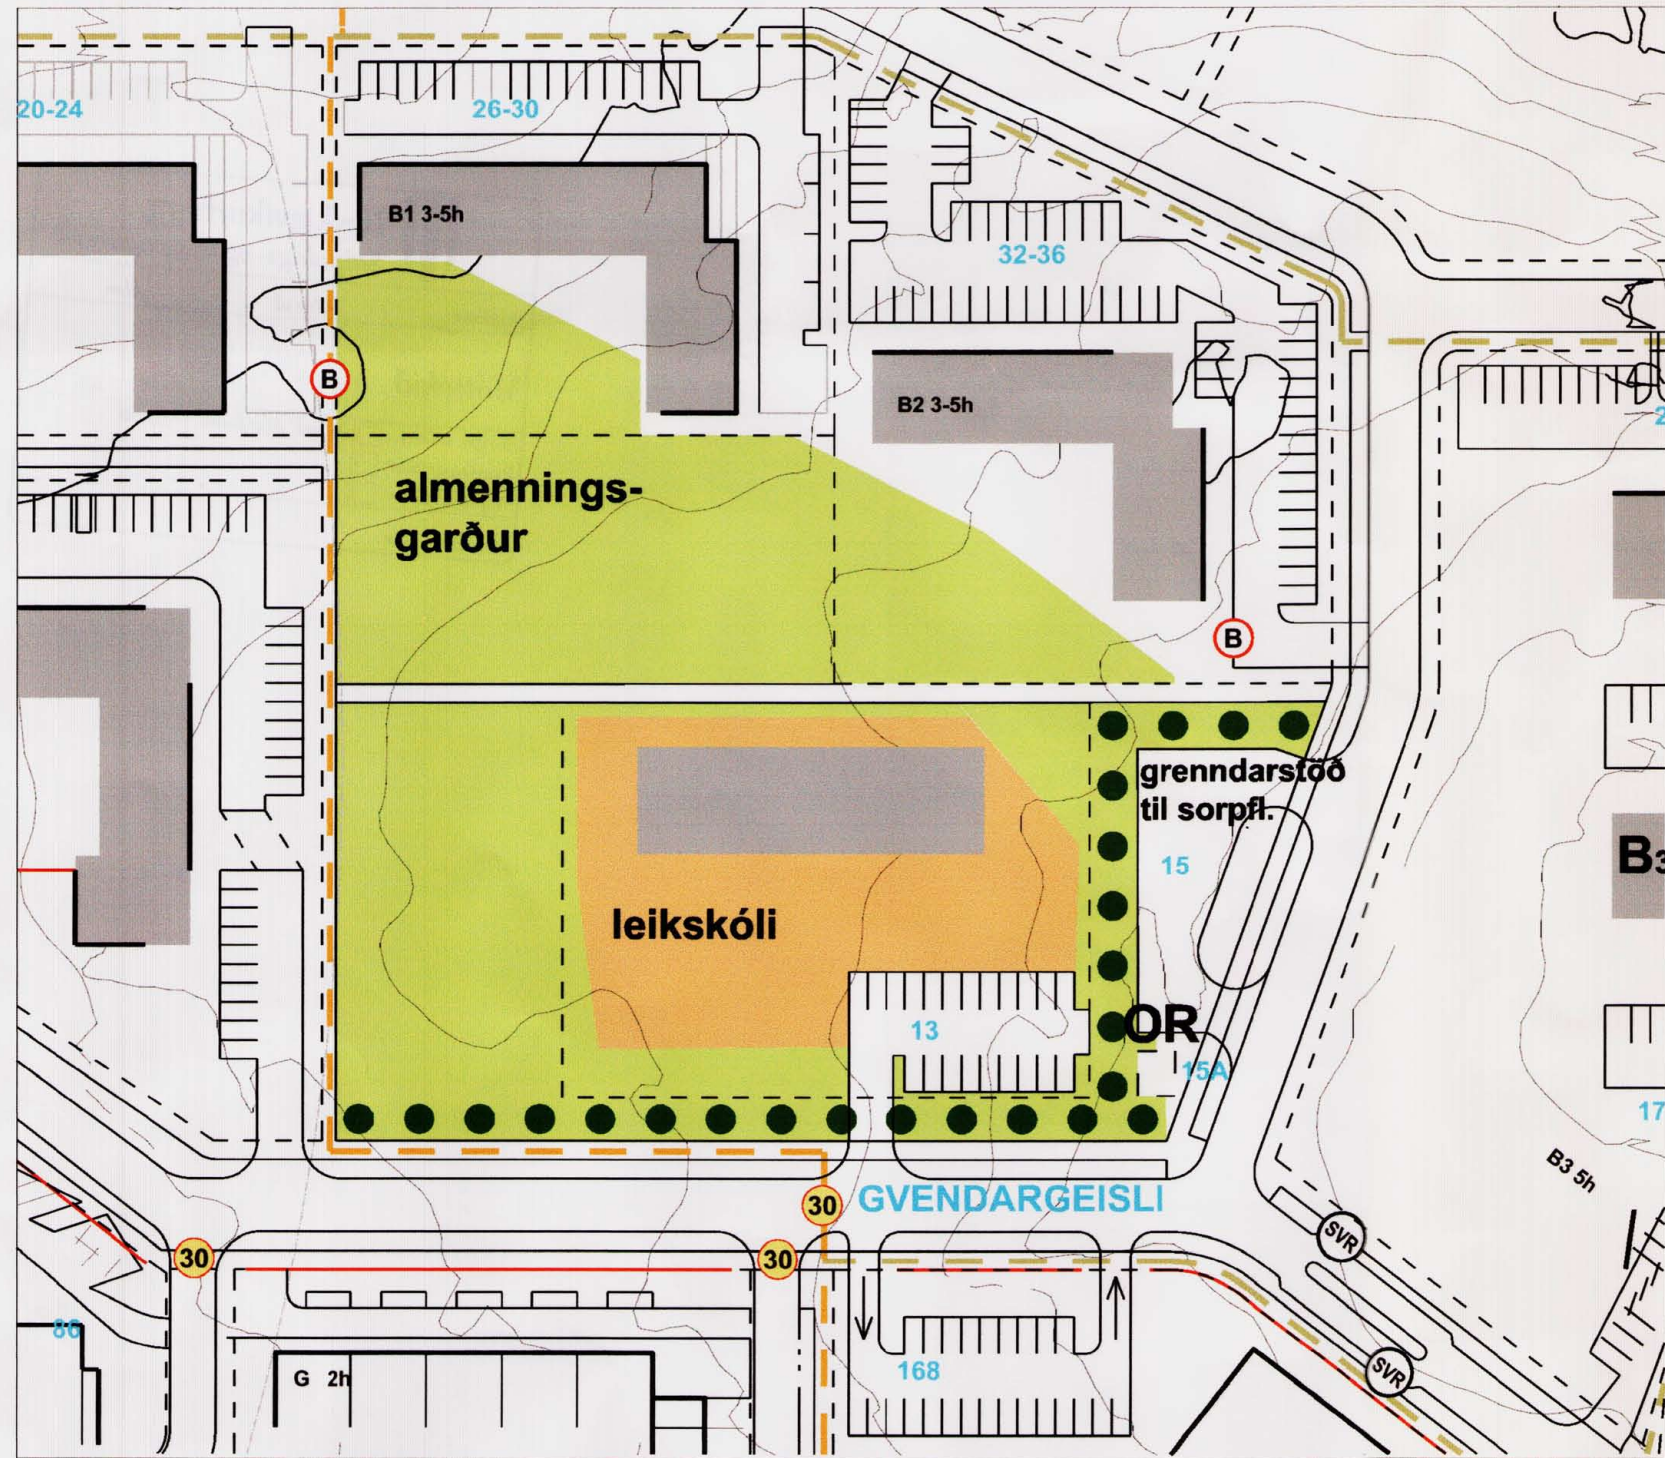 20-24
26-30
B1 3-5h
32-36
B
B2 3-5h
almennings-
garður
B
grenndarstöð
til sorpfl.
15
B3
leikskóli
13
OR
15A
17
B3 5h
30
GVENDARGEISLI
SVR
30
30
86
168
SVR
G 2h